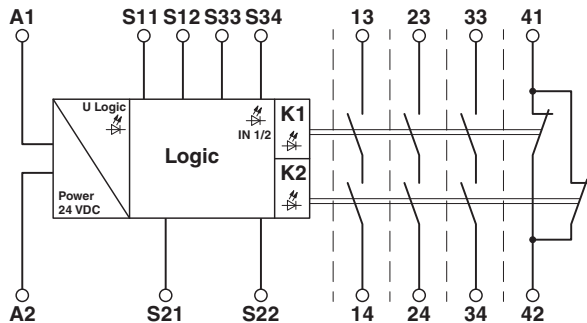 A1 S11 S12 S33 S34 13 23 33 41
U Logic
IN 1/2
K1
Logic
K2
Power
24 VDC
A2 S21 S22 14 24 34 42